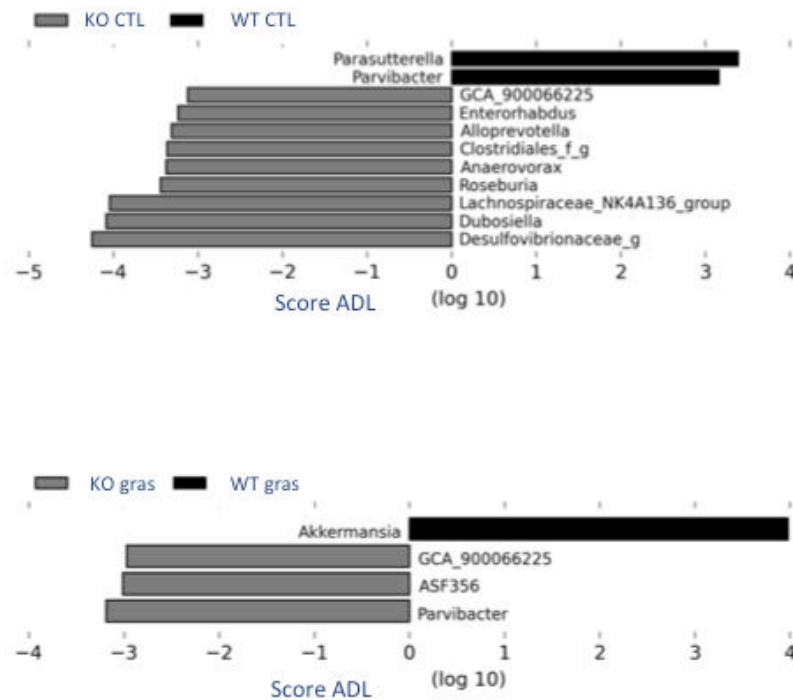 KO CTL WT CTL
Parasutterella
Parvibacter
GCA_900066225
Enterorhabdus
Alloprevotella
Clostridiales_f_g
Anaerovorax
Roseburia
Lachnospiraceae_NK4A136_group
Dubosiella
Desulfovibrionaceae_g
−5 −4 −3 −2 −1 0 1 2 3 4
Score ADL (log 10)
KO gras WT gras
Akkermansia
GCA_900066225
ASF356
Parvibacter
−4 −3 −2 −1 0 1 2 3 4
Score ADL (log 10)